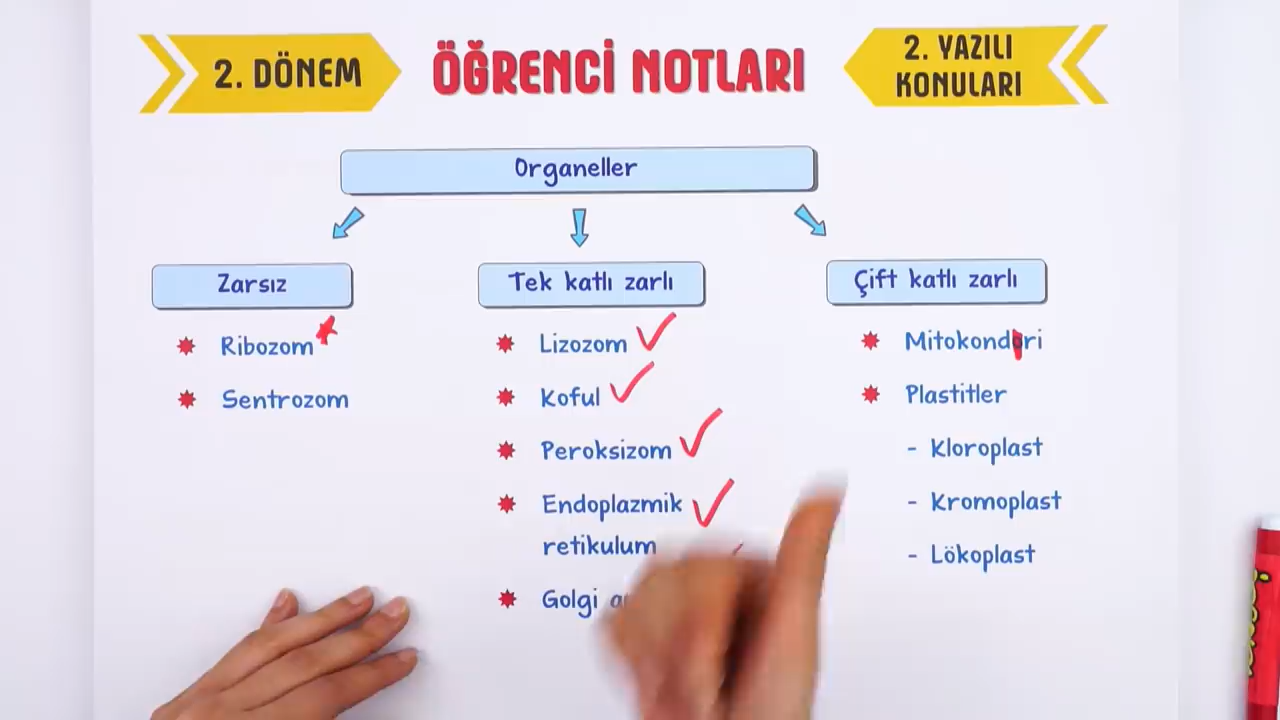 2. DÖNEM
ÖĞRENCİ NOTLARI
2. YAZILI
KONULARI
Organeller
Zarsız
Ribozom
Sentrozom
Tek katlı zarlı
Lizozom
Koful
Peroksizom
Endoplazmik
retikulum
Golgi
Çift katlı zarlı
Mitokondri
Plastitler
- Kloroplast
- Kromoplast
- Lökoplast